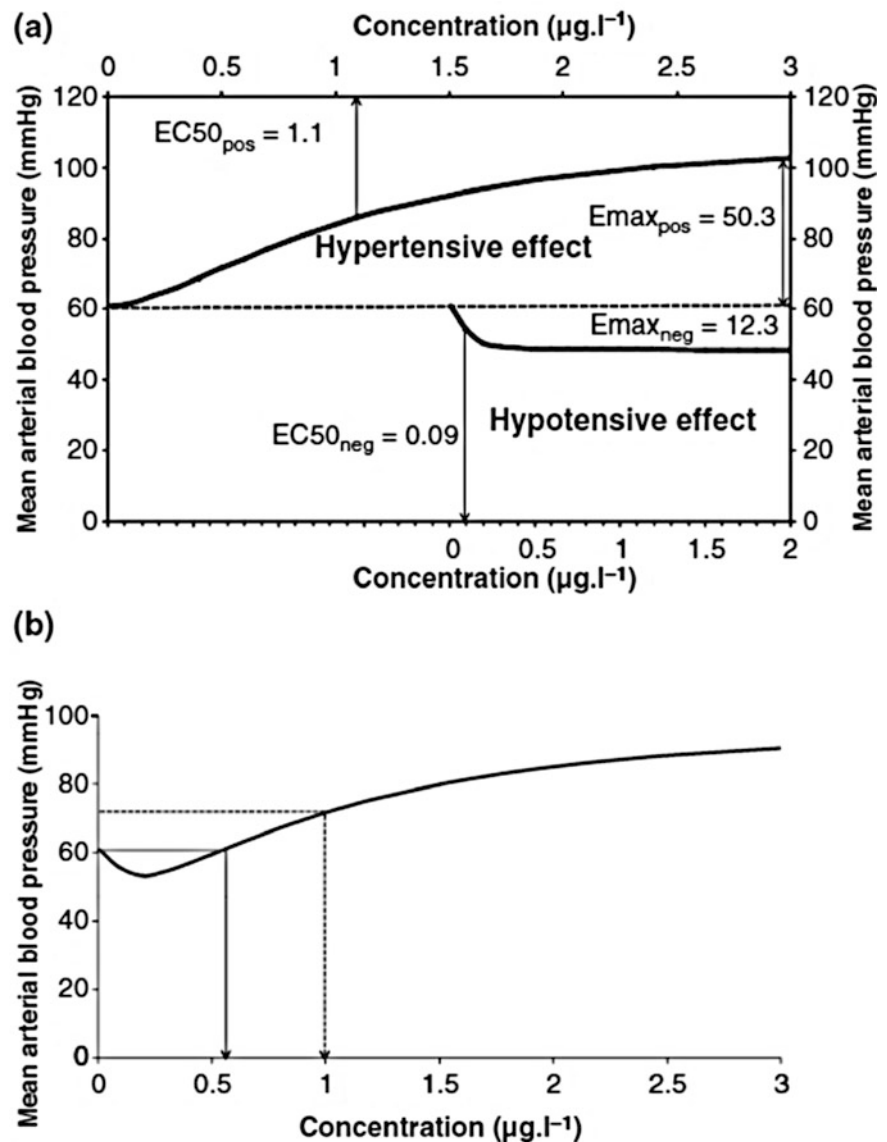 (a)
Concentration (µg.l⁻¹)
0 0.5 1 1.5 2 2.5 3
Mean arterial blood pressure (mmHg)
120
100
80
60
40
20
0
EC50pos = 1.1
Hypertensive effect
Emaxpos = 50.3
Emaxneg = 12.3
EC50neg = 0.09
Hypotensive effect
120
100
80
60
40
20
0
Mean arterial blood pressure (mmHg)
0 0.5 1 1.5 2
Concentration (µg.l⁻¹)
(b)
Mean arterial blood pressure (mmHg)
100
80
60
40
20
0
0 0.5 1 1.5 2 2.5 3
Concentration (µg.l⁻¹)